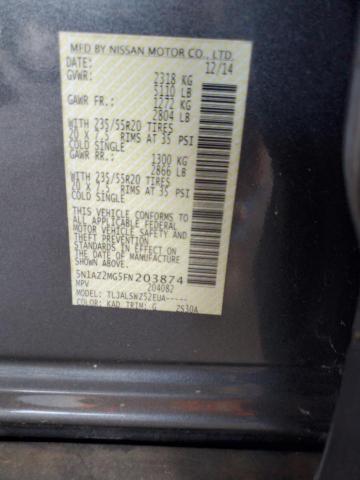 MFD BY NISSAN MOTOR CO., LTD.
DATE: 12/14
GVWR: 2318 KG
5110 LB
GAWR FR.: 1272 KG
2804 LB
WITH 235/55R20 TIRES
20 X 7.5 RIMS AT 35 PSI
COLD SINGLE
GAWR RR.: 1300 KG
2866 LB
WITH 235/55R20 TIRES
20 X 7.5 RIMS AT 35 PSI
COLD SINGLE
THIS VEHICLE CONFORMS TO ALL
APPLICABLE FEDERAL MOTOR
VEHICLE SAFETY STANDARDS
IN EFFECT ON THE DATE OF
MANUFACTURE SHOWN ABOVE.
5N1AZ2MG5FN203874
MPV 204082
MODEL: TLJALSWZ52EUA-----
COLOR: KAD TRIM: G ZS30A